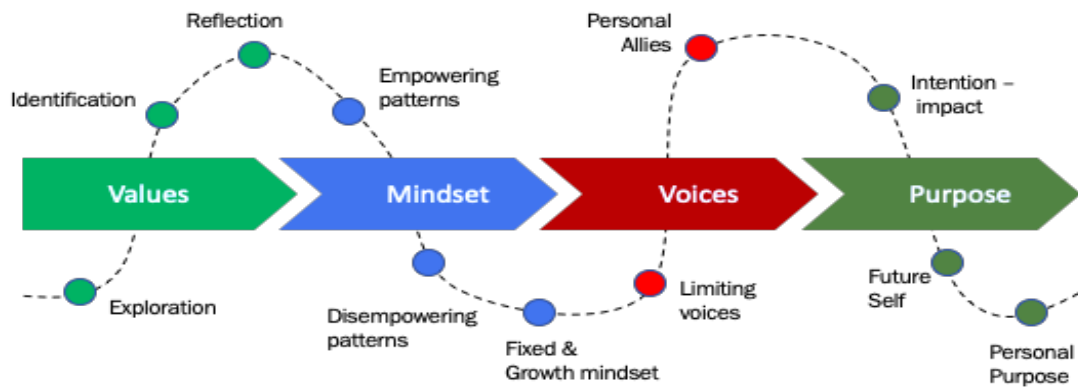 Reflection
Personal
Allies
Empowering
patterns
Intention –
impact
Identification
Values
Mindset
Voices
Purpose
Exploration
Disempowering
patterns
Fixed &
Growth mindset
Limiting
voices
Future
Self
Personal
Purpose